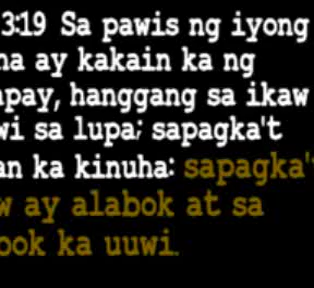 3:19 Sa pawis ng iyong
ay kakain ka ng
hanggang sa ikaw
sa lupa; sapagka't
ka kinuha: sapagka't
ay alabok at sa
ka uuwi.